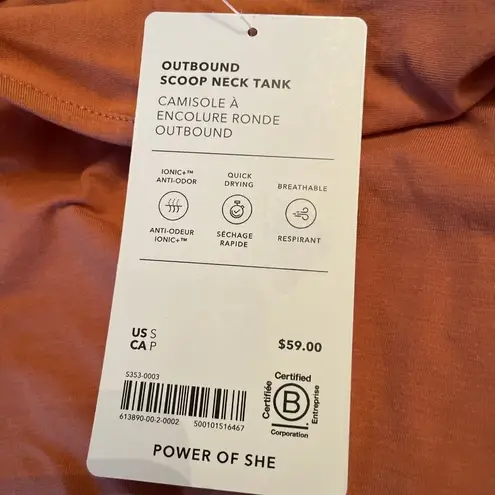 OUTBOUND
SCOOP NECK TANK
CAMISOLE À
ENCOLURE RONDE
OUTBOUND
IONIC+™
ANTI-ODOR
ANTI-ODEUR
IONIC+™
QUICK
DRYING
SÉCHAGE
RAPIDE
BREATHABLE
RESPIRANT
US S
CA P
$59.00
S353-0003
613890-00-2-0002 500101516467
Certified
Certifiée
B
Entreprise
Corporation
POWER OF SHE